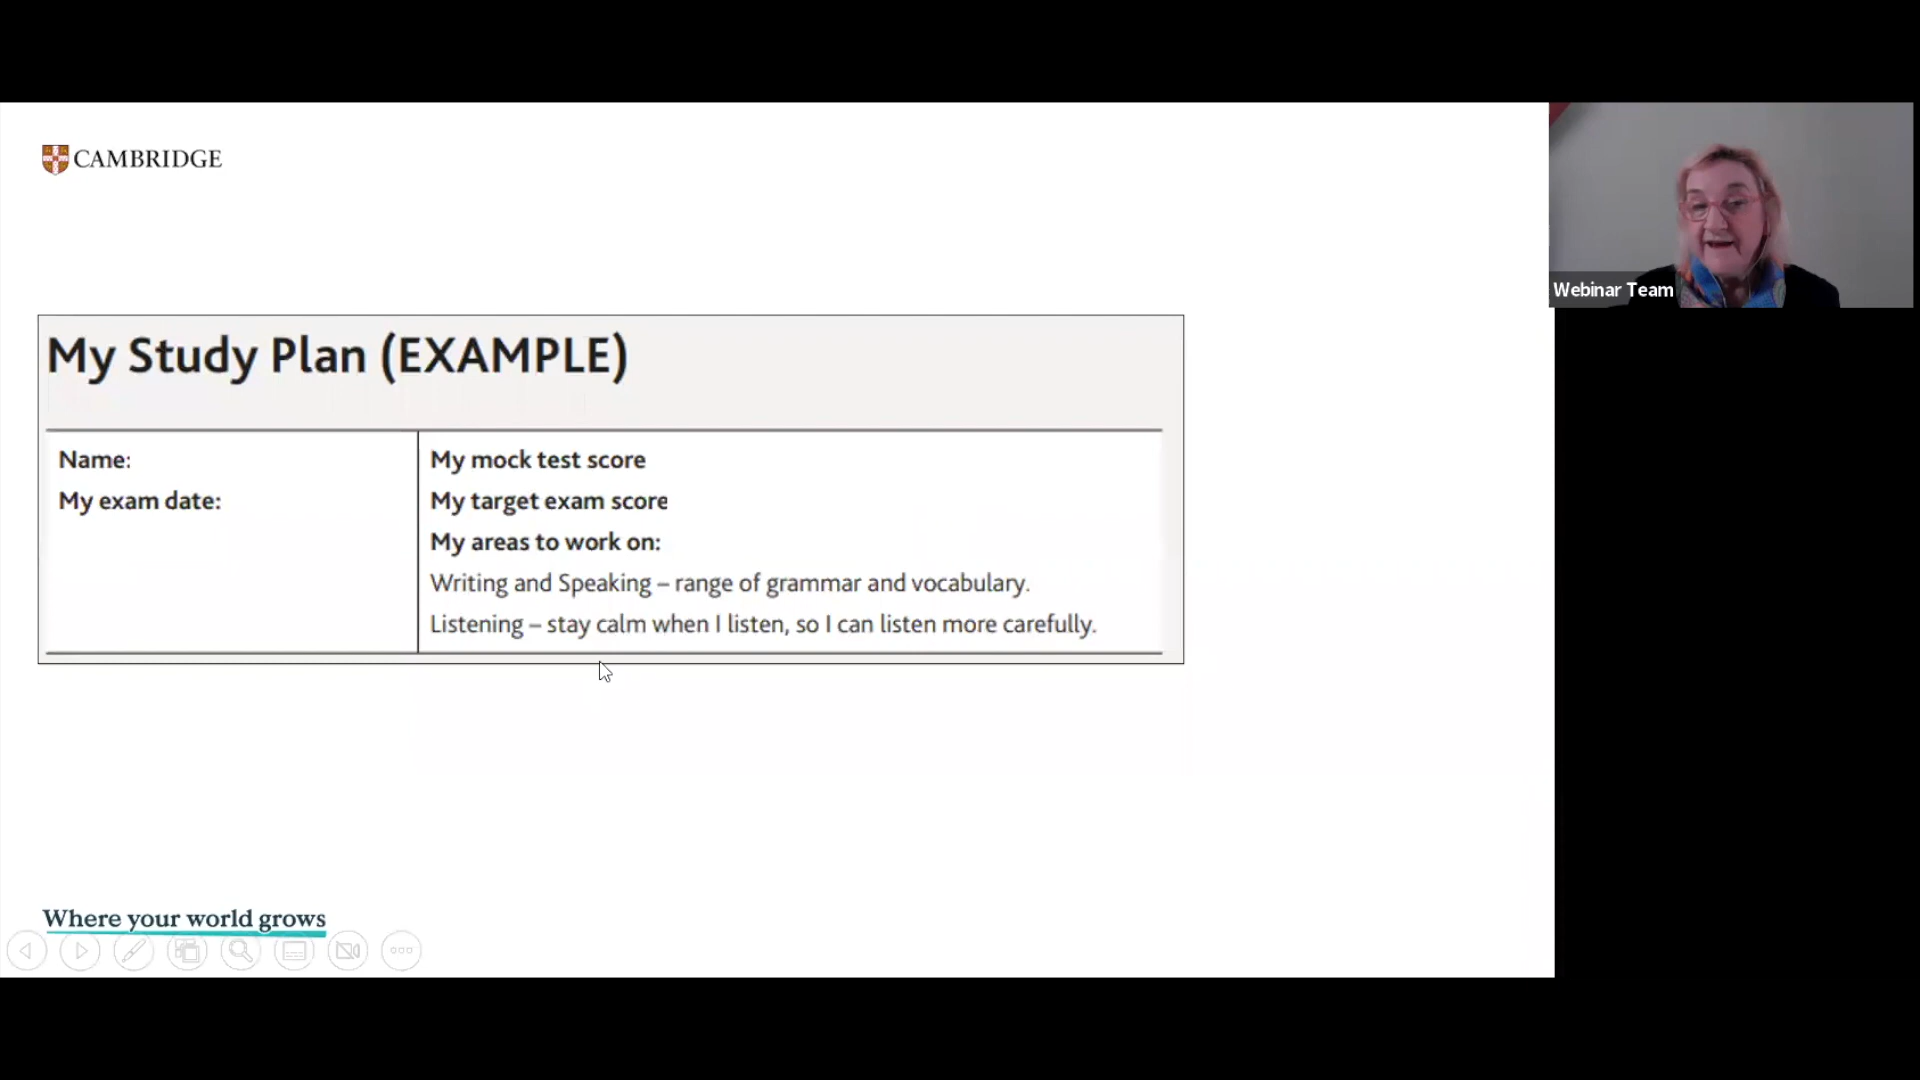 CAMBRIDGE
Webinar Team
My Study Plan (EXAMPLE)
Name:
My exam date:
My mock test score
My target exam score
My areas to work on:
Writing and Speaking – range of grammar and vocabulary.
Listening – stay calm when I listen, so I can listen more carefully.
Where your world grows